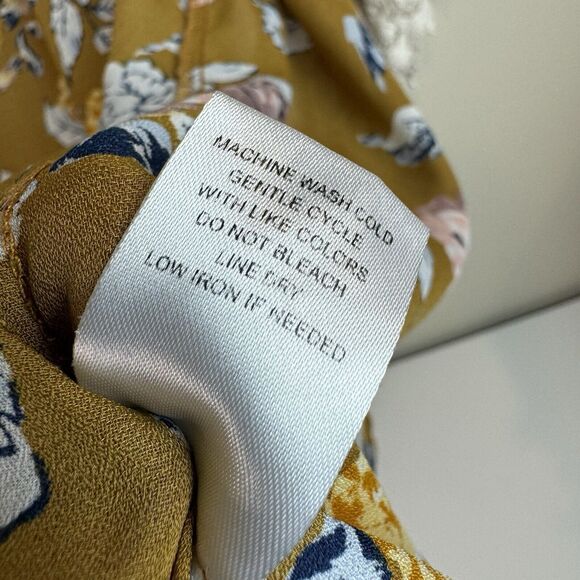 MACHINE WASH COLD
GENTLE CYCLE
WITH LIKE COLORS
DO NOT BLEACH
LINE DRY
LOW IRON IF NEEDED